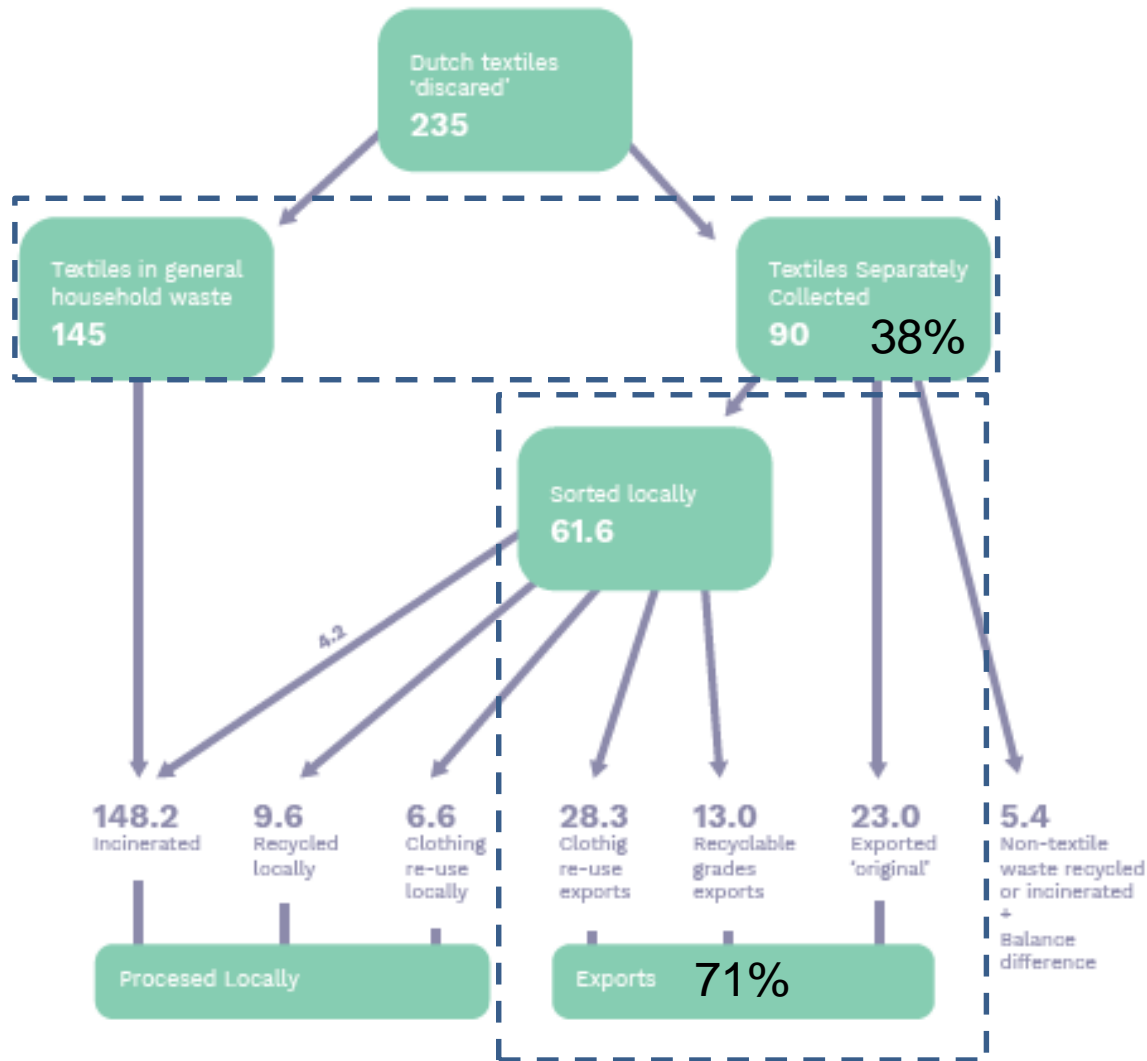 Dutch textiles
'discared'
235
Textiles in general
household waste
145
Textiles Separately
Collected
90 38%
Sorted locally
61.6
4.2
148.2
Incinerated
9.6
Recycled
locally
6.6
Clothing
re-use
locally
28.3
Clothig
re-use
exports
13.0
Recyclable
grades
exports
23.0
Exported
'original'
5.4
Non-textile
waste recycled
or incinerated
+
Balance
difference
Procesed Locally
Exports 71%